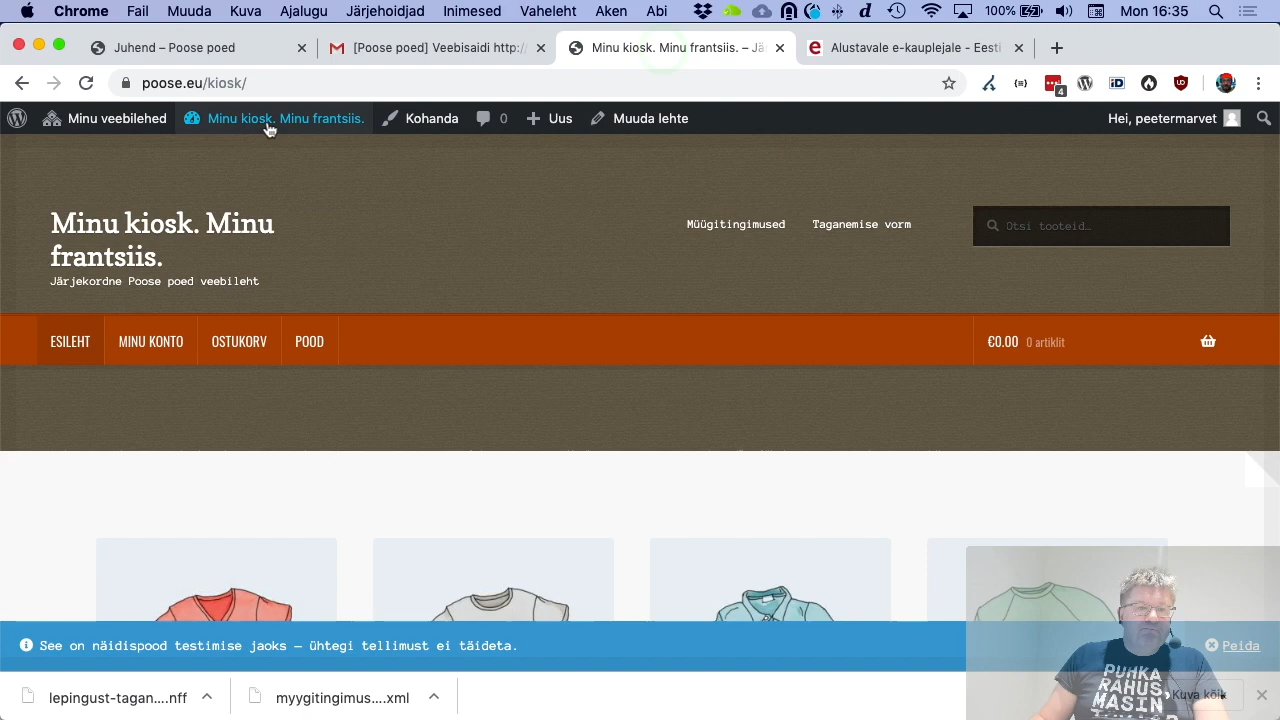 Chrome Fail Muuda Kuva Ajalugu Järjehoidjad Inimesed Vaheleht Aken Abi 100% Mon 16:35
Juhend – Poose poed
[Poose poed] Veebisaidi http:/
Minu kiosk. Minu frantsiis. – Jä
Alustavale e-kauplejale - Eesti
poose.eu/kiosk/
4
Minu veebilehed Minu kiosk. Minu frantsiis. Kohanda 0 Uus Muuda lehte Hei, peetermarvet
Minu kiosk. Minu
frantsiis.
Järjekordne Poose poed veebileht
Müügitingimused Taganemise vorm Otsi tooteid…
ESILEHT MINU KONTO OSTUKORV POOD €0.00 0 artiklit
See on näidispood testimise jaoks — ühtegi tellimust ei täideta. Peida
lepingust-tagan....nff myygitingimus....xml Kuva kõik
PUHKA
RAHUS
MASIN